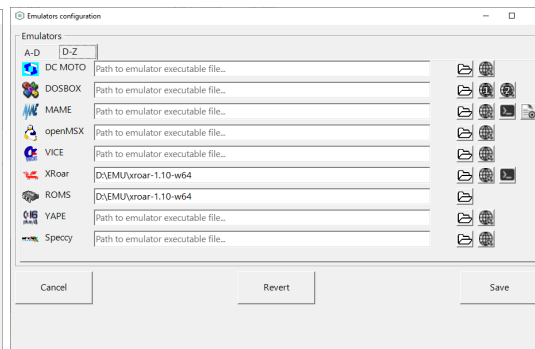 Emulators configuration
Emulators
A-D D-Z
DC MOTO Path to emulator executable file...
DOSBOX Path to emulator executable file...
MAME Path to emulator executable file...
openMSX Path to emulator executable file...
VICE Path to emulator executable file...
XRoar D:\EMU\xroar-1.10-w64
ROMS D:\EMU\xroar-1.10-w64
YAPE Path to emulator executable file...
Speccy Path to emulator executable file...
Cancel Revert Save